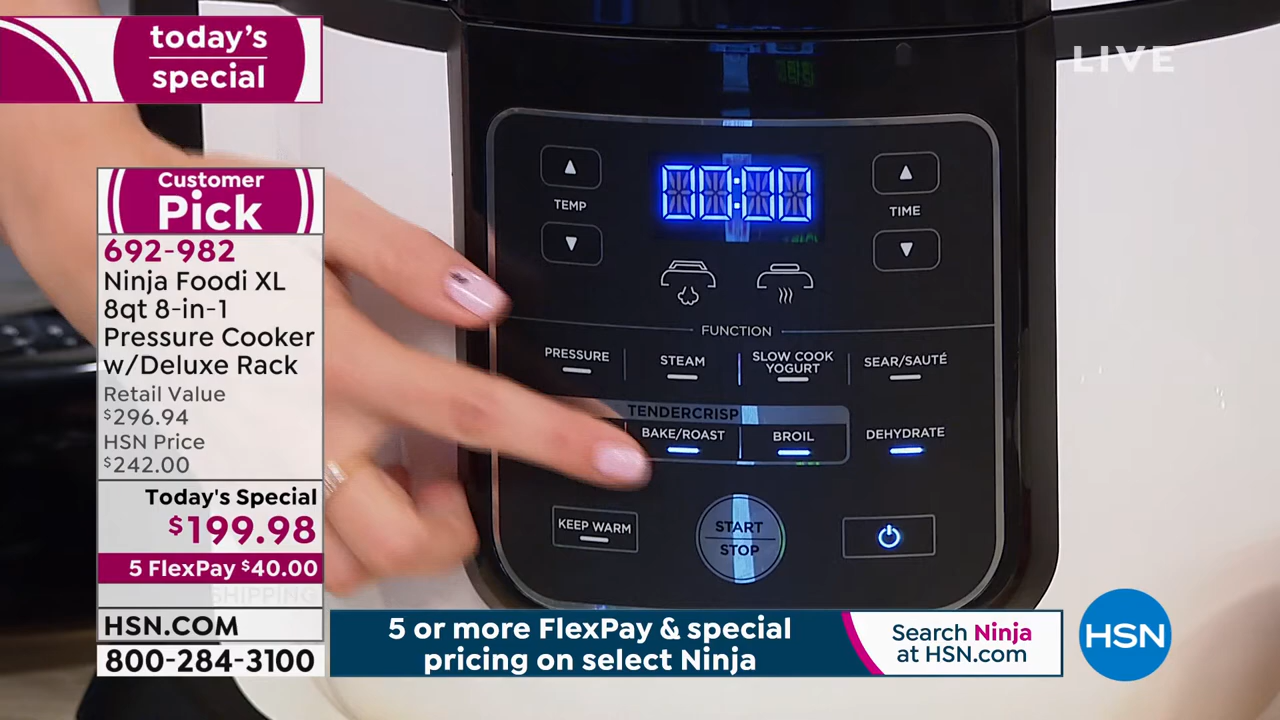 today's
special
LIVE
Customer
Pick
692-982
Ninja Foodi XL
8qt 8-in-1
Pressure Cooker
w/Deluxe Rack
Retail Value
$296.94
HSN Price
$242.00
Today's Special
$199.98
5 FlexPay $40.00
SHIPPING
HSN.COM
800-284-3100
TEMP
00:00
TIME
FUNCTION
PRESSURE
STEAM
SLOW COOK
YOGURT
SEAR/SAUTÉ
TENDERCRISP
BAKE/ROAST
BROIL
DEHYDRATE
KEEP WARM
START
STOP
5 or more FlexPay & special
pricing on select Ninja
Search Ninja
at HSN.com
HSN